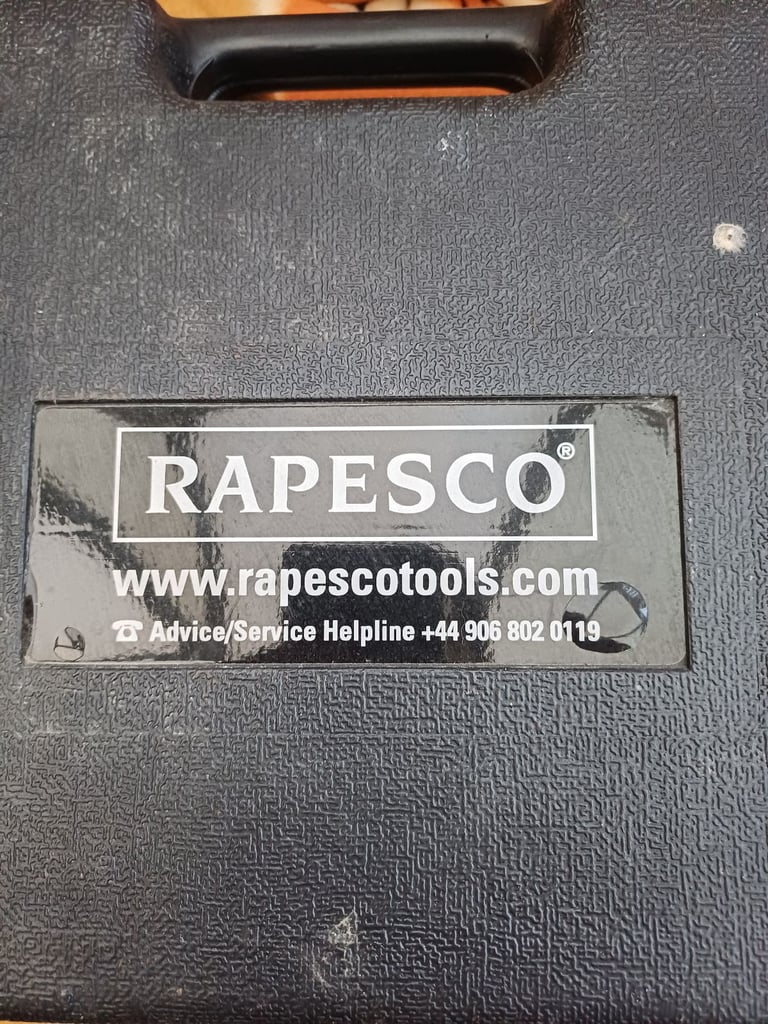 RAPESCO®
www.rapescotools.com
☎ Advice/Service Helpline +44 906 802 0119